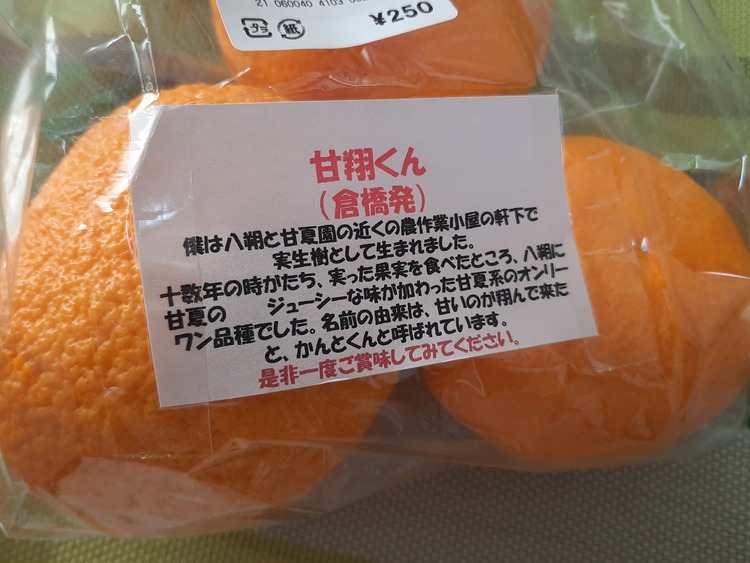 ¥250
プラ 紙
甘翔くん
(倉橋発)
僕は八朔と甘夏園の近くの農作業小屋の軒下で
実生樹として生まれました。
十数年の時がたち、実った果実を食べたところ、八朔に
甘夏の ジューシーな味が加わった甘夏系のオンリー
ワン品種でした。名前の由来は、甘いのが翔んで来た
と、かんとくんと呼ばれています。
是非一度ご賞味してみてください。